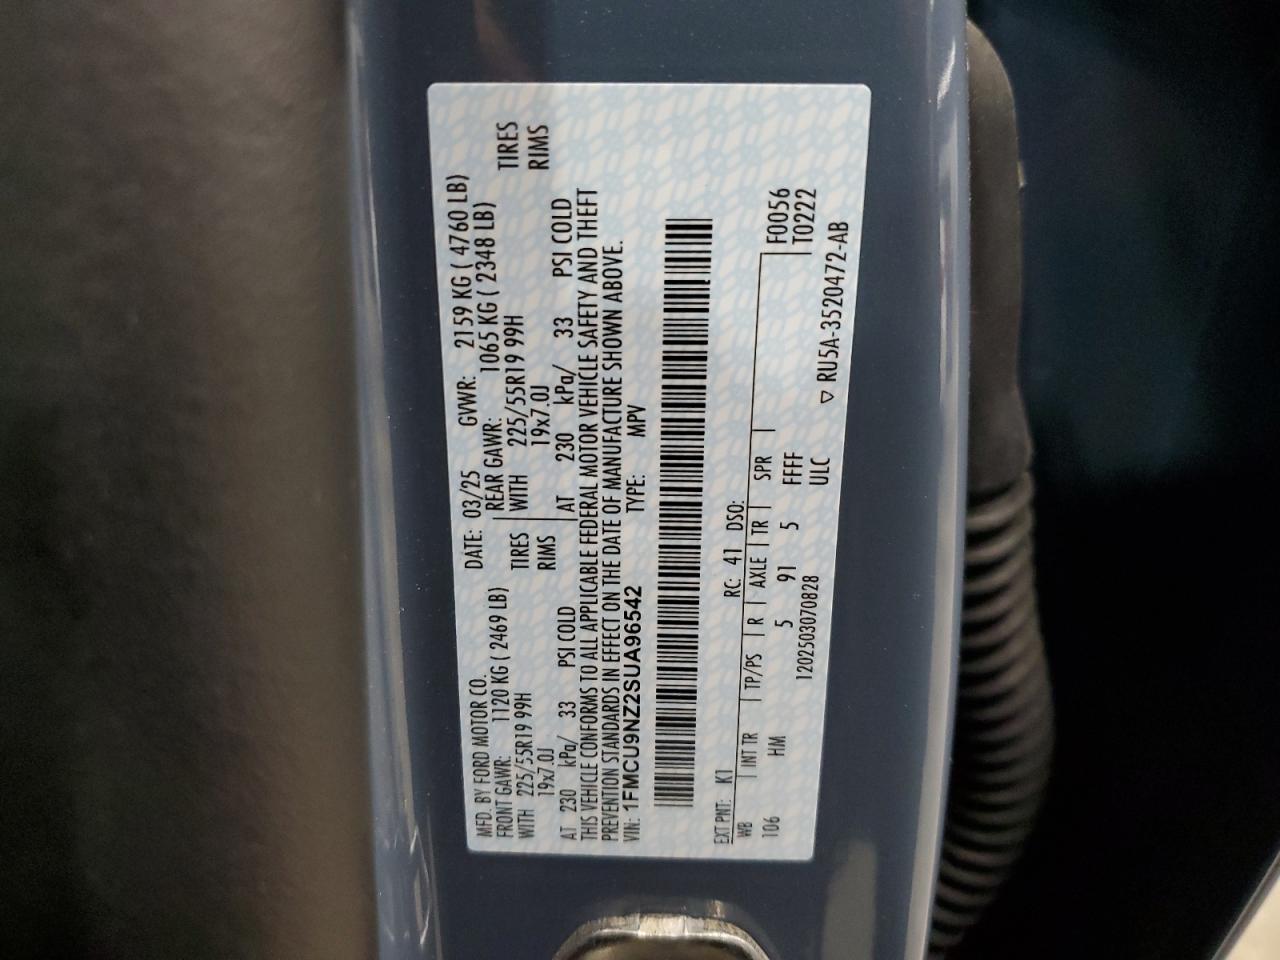 MFD. BY FORD MOTOR CO. DATE: 03/25 GVWR: 2159 KG ( 4760 LB)
FRONT GAWR: 1120 KG ( 2469 LB) REAR GAWR: 1065 KG ( 2348 LB)
WITH 225/55R19 99H TIRES WITH 225/55R19 99H TIRES
19x7.0J RIMS 19x7.0J RIMS
AT 230 kPa/ 33 PSI COLD AT 230 kPa/ 33 PSI COLD
THIS VEHICLE CONFORMS TO ALL APPLICABLE FEDERAL MOTOR VEHICLE SAFETY AND THEFT
PREVENTION STANDARDS IN EFFECT ON THE DATE OF MANUFACTURE SHOWN ABOVE.
VIN: 1FMCU9NZ2SUA96542 TYPE: MPV
EXT PNT: K1 RC: 41 DSO:
WB INT TR TP/PS R AXLE TR SPR F0056
106 HM 5 91 5 FFFF T0222
1202503070828 ULC ▽ RU5A-3520472-AB